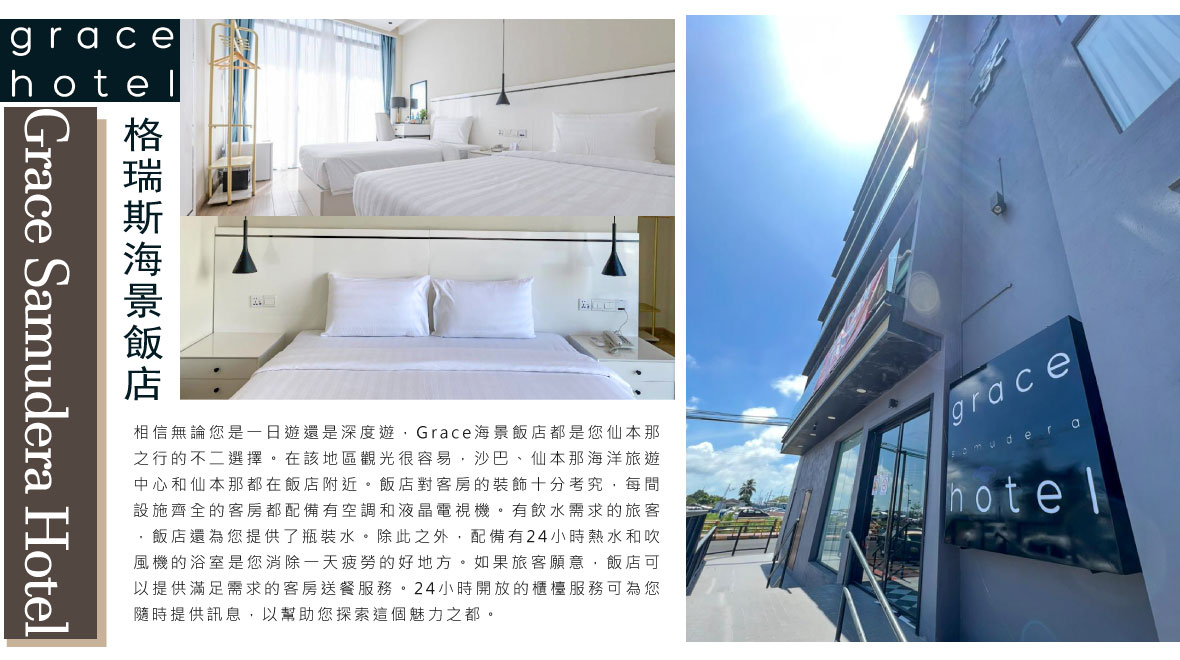 grace
hotel
Grace Samudera Hotel
格瑞斯海景飯店
相信無論您是一日遊還是深度遊，Grace海景飯店都是您仙本那
之行的不二選擇。在該地區觀光很容易，沙巴、仙本那海洋旅遊
中心和仙本那都在飯店附近。飯店對客房的裝飾十分考究，每間
設施齊全的客房都配備有空調和液晶電視機。有飲水需求的旅客
，飯店還為您提供了瓶裝水。除此之外，配備有24小時熱水和吹
風機的浴室是您消除一天疲勞的好地方。如果旅客願意，飯店可
以提供滿足需求的客房送餐服務。24小時開放的櫃檯服務可為您
隨時提供訊息，以幫助您探索這個魅力之都。
grace
samudera
hotel